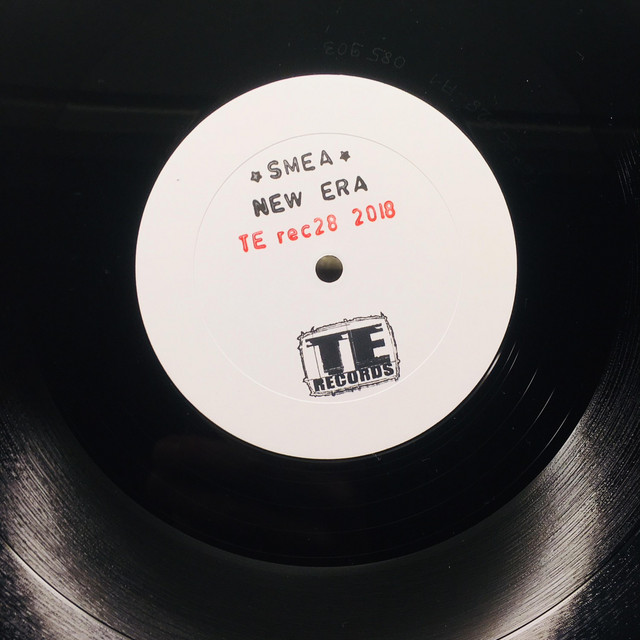 ★SMEA★
NEW ERA
TE rec28 2018
TE
RECORDS